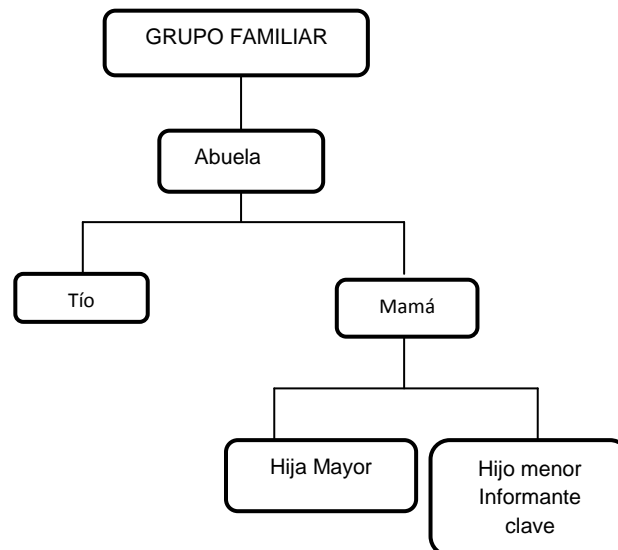 GRUPO FAMILIAR
Abuela
Tío
Mamá
Hija Mayor
Hijo menor
Informante
clave